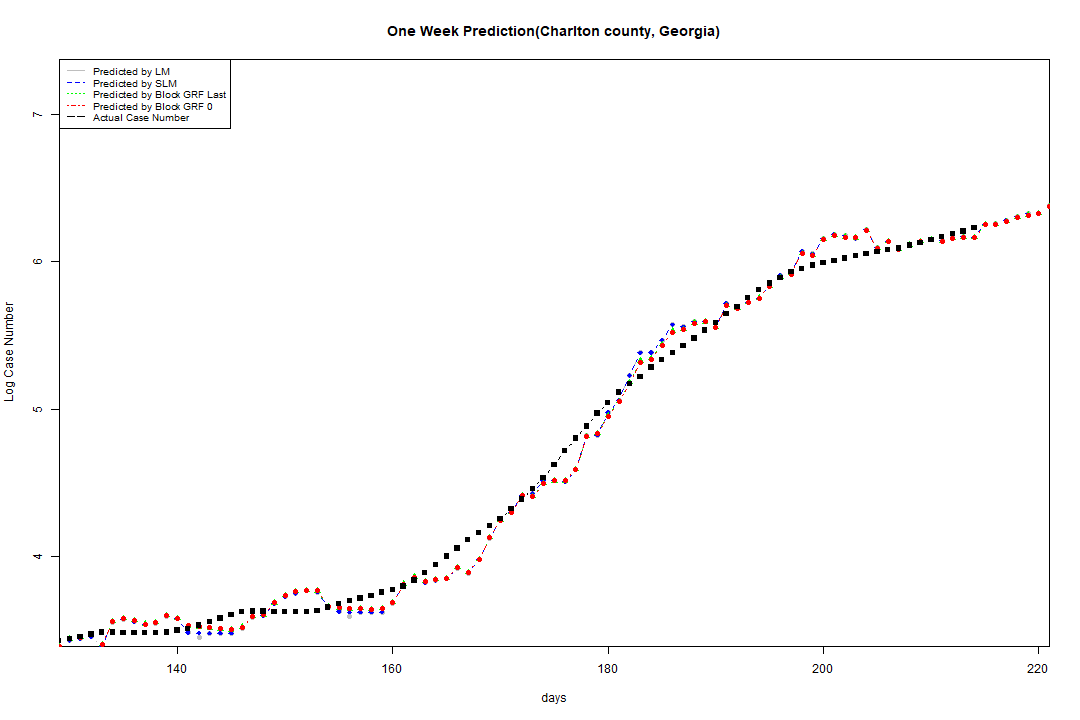 One Week Prediction(Charlton county, Georgia)
Predicted by LM
Predicted by SLM
Predicted by Block GRF Last
Predicted by Block GRF 0
Actual Case Number
7
6
5
4
Log Case Number
140 160 180 200 220
days